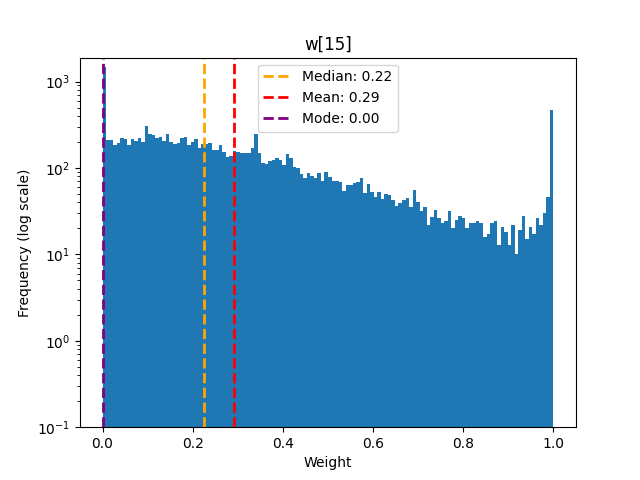 w[15]
Median: 0.22
Mean: 0.29
Mode: 0.00
Frequency (log scale)
10³
10²
10¹
10⁰
10⁻¹
0.0 0.2 0.4 0.6 0.8 1.0
Weight